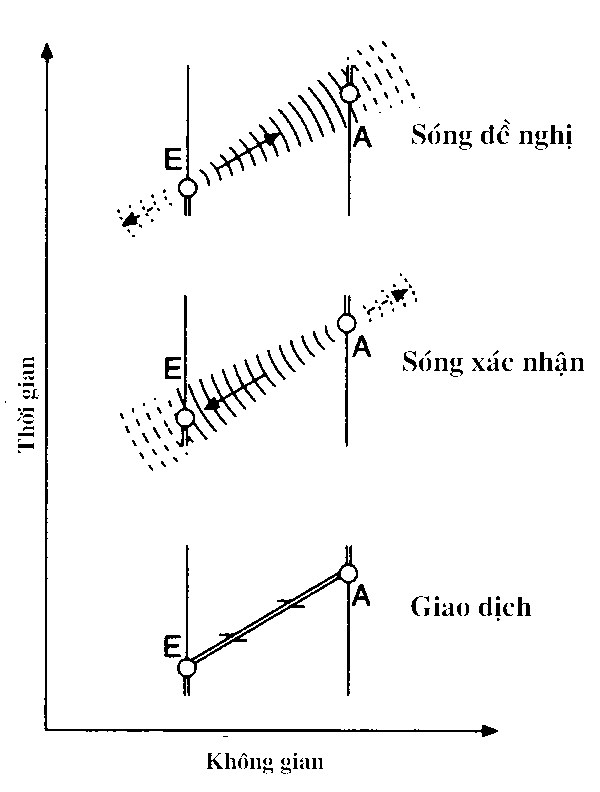 E
A
Sóng đề nghị
E
A
Sóng xác nhận
Thời gian
E
A
Giao dịch
Không gian